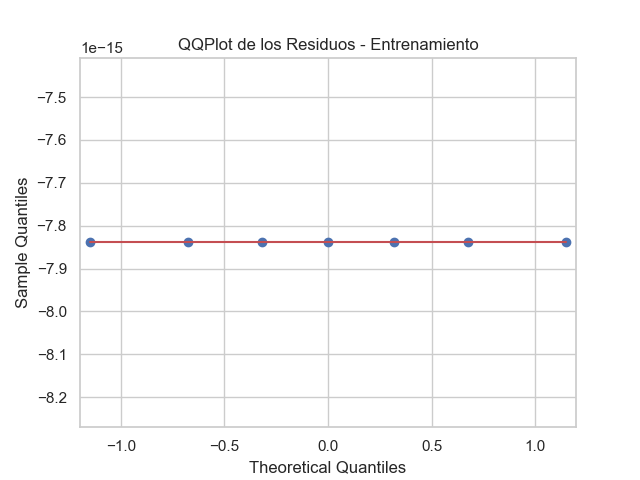 QQPlot de los Residuos - Entrenamiento
1e−15
−7.5
−7.6
−7.7
−7.8
−7.9
−8.0
−8.1
−8.2
Sample Quantiles
−1.0 −0.5 0.0 0.5 1.0
Theoretical Quantiles